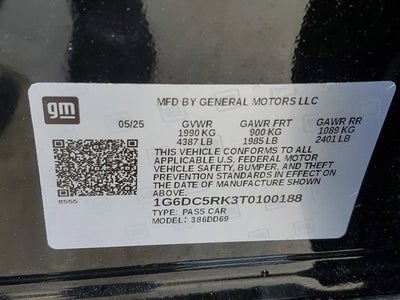 gm
MFD BY GENERAL MOTORS LLC
05/25 GVWR GAWR FRT GAWR RR
1990 KG 900 KG 1089 KG
4387 LB 1985 LB 2401 LB
THIS VEHICLE CONFORMS TO ALL
APPLICABLE U.S. FEDERAL MOTOR
VEHICLE SAFETY, BUMPER, AND THEFT
PREVENTION STANDARDS IN EFFECT
ON THE DATE OF MANUFACTURE SHOWN
ABOVE.
8555
1G6DC5RK3T0100188
TYPE: PASS CAR
MODEL: 386DD69